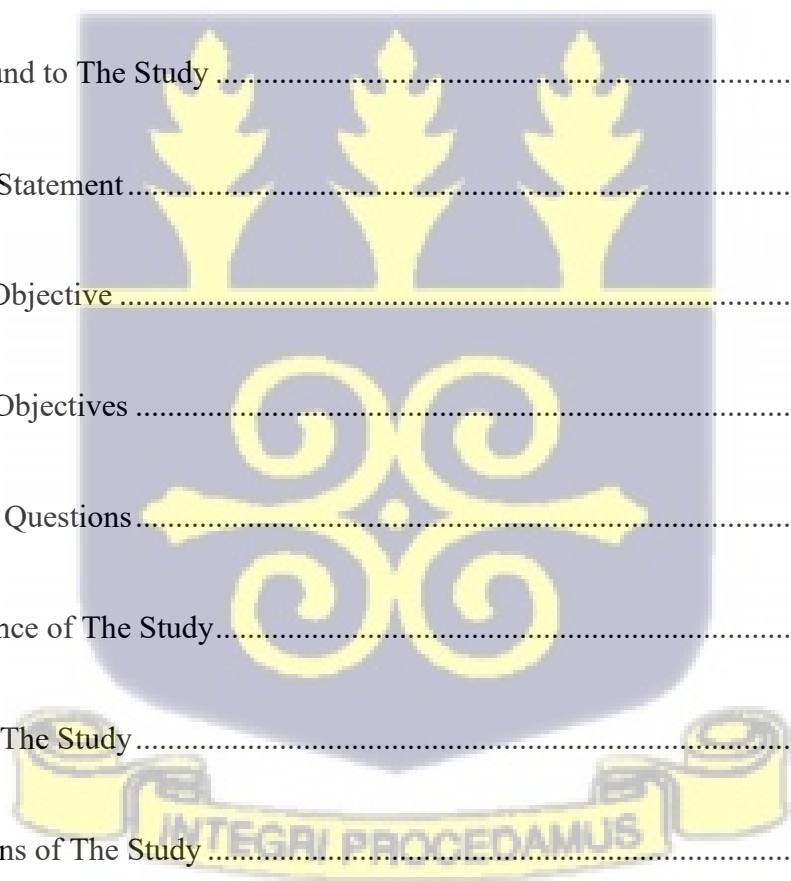 und to The Study ....................................................................
Statement ....................................................................
Objective ....................................................................
Objectives ....................................................................
Questions ....................................................................
nce of The Study ....................................................................
The Study ....................................................................
INTEGRI PROCEDAMUS
ns of The Study ....................................................................